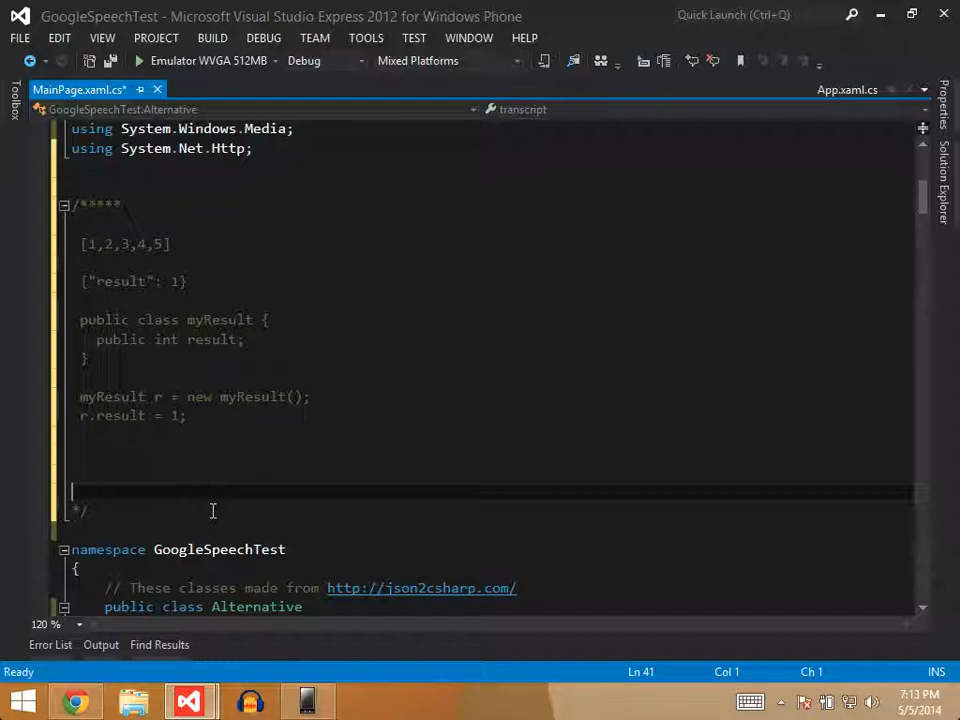 GoogleSpeechTest - Microsoft Visual Studio Express 2012 for Windows Phone
Quick Launch (Ctrl+Q)
FILE EDIT VIEW PROJECT BUILD DEBUG TEAM TOOLS TEST WINDOW HELP
Emulator WVGA 512MB Debug Mixed Platforms
Toolbox
MainPage.xaml.cs*
App.xaml.cs
Properties
Solution Explorer
GoogleSpeechTest.Alternative
transcript
using System.Windows.Media;
using System.Net.Http;
/*****
[1,2,3,4,5]
{"result": 1}
public class myResult {
public int result;
}
myResult r = new myResult();
r.result = 1;
*/
namespace GoogleSpeechTest
{
// These classes made from http://json2csharp.com/
public class Alternative
120 %
Error List Output Find Results
Ready
Ln 41 Col 1 Ch 1 INS
7:13 PM
5/5/2014